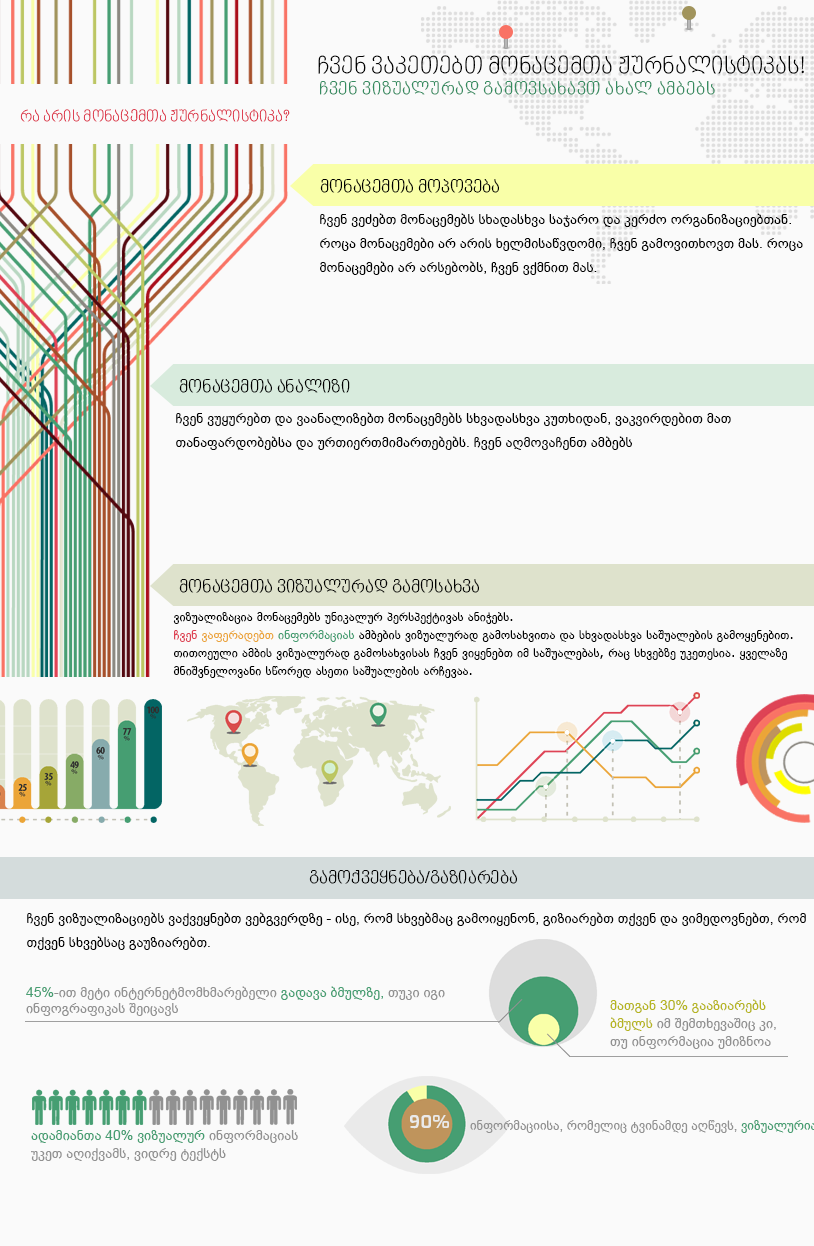 ჩვენ ვაკეთებთ მონაცემთა ჟურნალისტიკას!
ჩვენ ვიზუალურად გამოვსახავთ ახალ ამბებს
რა არის მონაცემთა ჟურნალისტიკა?
მონაცემთა მოპოვება
ჩვენ ვეძებთ მონაცემებს სხადასხვა საჯარო და კერძო ორგანიზაციებთან.
როცა მონაცემები არ არის ხელმისაწვდომი, ჩვენ გამოვითხოვთ მას. როცა
მონაცემები არ არსებობს, ჩვენ ვქმნით მას.
მონაცემთა ანალიზი
ჩვენ ვუყურებთ და ვაანალიზებთ მონაცემებს სხვადასხვა კუთხიდან, ვაკვირდებით მათ
თანაფარდობებსა და ურთიერთმიმართებებს. ჩვენ აღმოვაჩენთ ამბებს
მონაცემთა ვიზუალურად გამოსახვა
ვიზუალიზაცია მონაცემებს უნიკალურ პერსპექტივას ანიჭებს.
ჩვენ ვაფერადებთ ინფორმაციას ამბების ვიზუალურად გამოსახვითა და სხვადასხვა საშუალების გამოყენებით.
თითოეული ამბის ვიზუალურად გამოსახვისას ჩვენ ვიყენებთ იმ საშუალებას, რაც სხვებზე უკეთესია. ყველაზე
მნიშვნელოვანი სწორედ ასეთი საშუალების არჩევაა.
25 %
35 %
49 %
60 %
77 %
100 %
გამოქვეყნება/გაზიარება
ჩვენ ვიზუალიზაციებს ვაქვეყნებთ ვებგვერდზე - ისე, რომ სხვებმაც გამოიყენონ, გიზიარებთ თქვენ და ვიმედოვნებთ, რომ
თქვენ სხვებსაც გაუზიარებთ.
45%-ით მეტი ინტერნეტმომხმარებელი გადავა ბმულზე, თუკი იგი
ინფოგრაფიკას შეიცავს
მათგან 30% გააზიარებს
ბმულს იმ შემთხევაშიც კი,
თუ ინფორმაცია უმიზნოა
ადამიანთა 40% ვიზუალურ ინფორმაციას
უკეთ აღიქვამს, ვიდრე ტექსტს
90%
ინფორმაციისა, რომელიც ტვინამდე აღწევს, ვიზუალურია